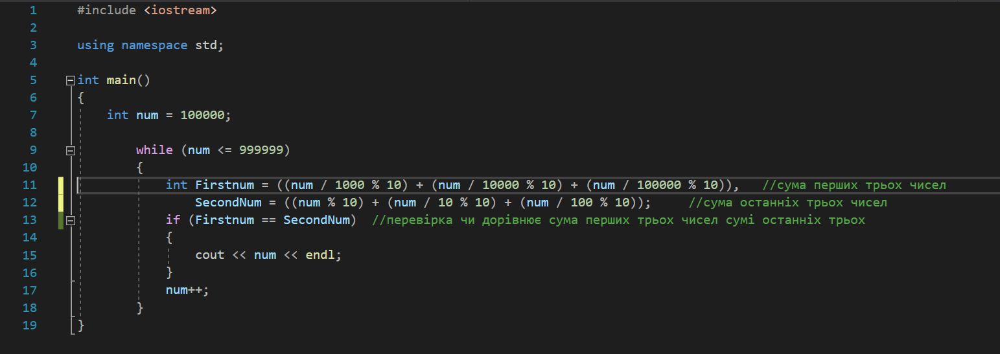 1 #include <iostream>
2
3 using namespace std;
4
5 int main()
6 {
7 int num = 100000;
8
9 while (num <= 999999)
10 {
11 int Firstnum = ((num / 1000 % 10) + (num / 10000 % 10) + (num / 100000 % 10)), //сума перших трьох чисел
12 SecondNum = ((num % 10) + (num / 10 % 10) + (num / 100 % 10)); //сума останніх трьох чисел
13 if (Firstnum == SecondNum) //перевірка чи дорівнює сума перших трьох чисел сумі останніх трьох
14 {
15 cout << num << endl;
16 }
17 num++;
18 }
19 }